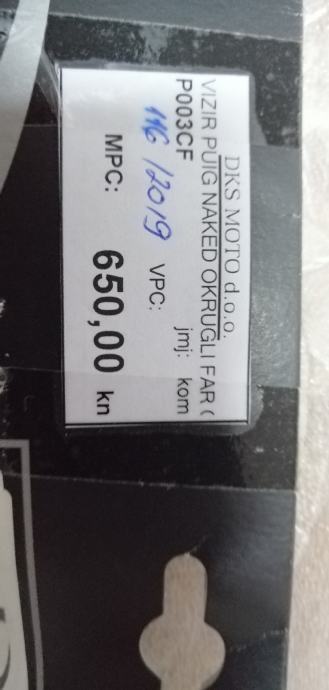 DKS MOTO d.o.o.
VIZIR PUIG NAKED OKRUGLI FAR (
P003CF jmj: kom
116/2019 VPC:
MPC: 650,00 kn